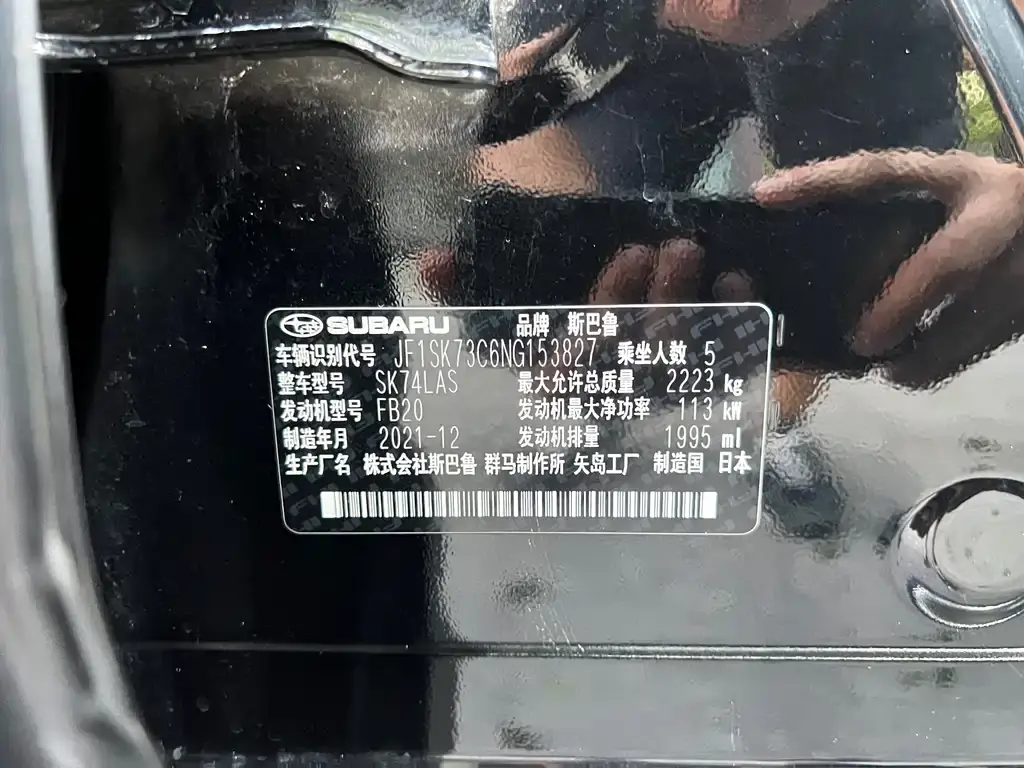 SUBARU 品牌 斯巴鲁
车辆识别代号 JF1SK73C6NG153827 乘坐人数 5
整车型号 SK74LAS 最大允许总质量 2223 kg
发动机型号 FB20 发动机最大净功率 113 kW
制造年月 2021-12 发动机排量 1995 ml
生产厂名 株式会社斯巴鲁 群马制作所 矢岛工厂 制造国 日本